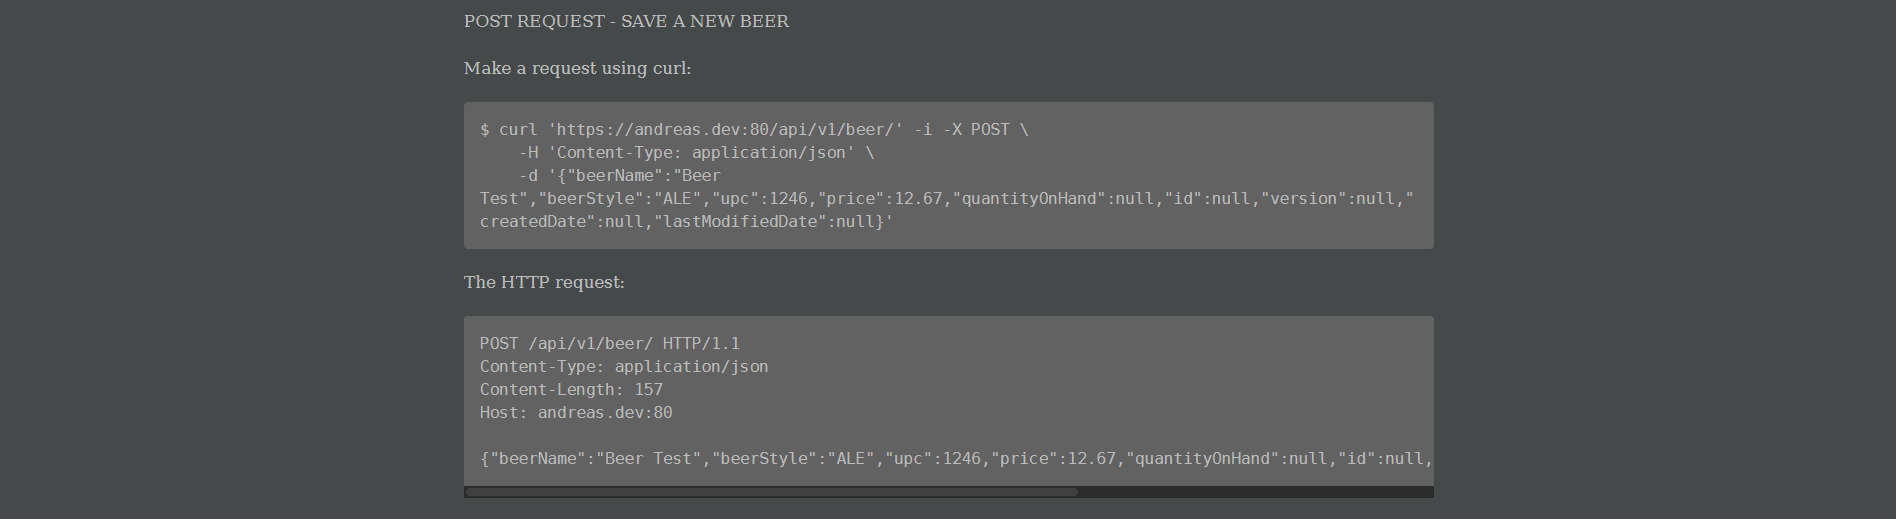 POST REQUEST - SAVE A NEW BEER
Make a request using curl:
$ curl 'https://andreas.dev:80/api/v1/beer/' -i -X POST \
    -H 'Content-Type: application/json' \
    -d '{"beerName":"Beer
Test","beerStyle":"ALE","upc":1246,"price":12.67,"quantityOnHand":null,"id":null,"version":null,"
createdDate":null,"lastModifiedDate":null}'
The HTTP request:
POST /api/v1/beer/ HTTP/1.1
Content-Type: application/json
Content-Length: 157
Host: andreas.dev:80
{"beerName":"Beer Test","beerStyle":"ALE","upc":1246,"price":12.67,"quantityOnHand":null,"id":null,